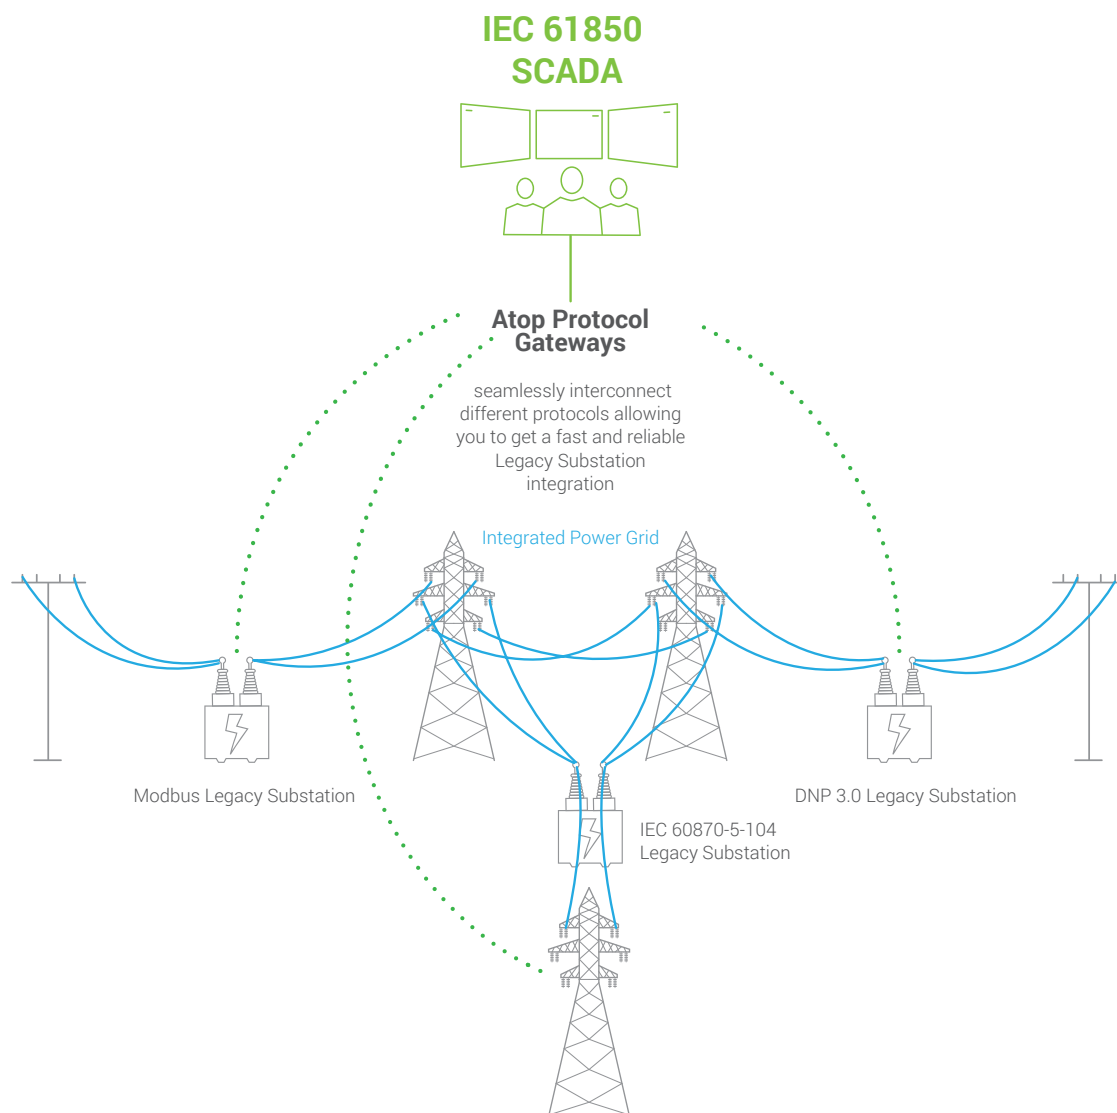 IEC 61850
SCADA
Atop Protocol
Gateways
seamlessly interconnect
different protocols allowing
you to get a fast and reliable
Legacy Substation
integration
Integrated Power Grid
Modbus Legacy Substation
DNP 3.0 Legacy Substation
IEC 60870-5-104
Legacy Substation